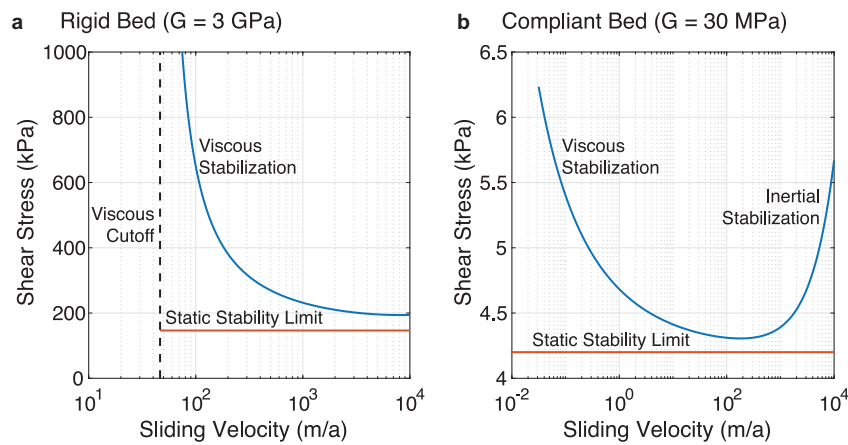 a Rigid Bed (G = 3 GPa)
1000
800
600
400
200
0
Shear Stress (kPa)
Viscous
Stabilization
Viscous
Cutoff
Static Stability Limit
10^1 10^2 10^3 10^4
Sliding Velocity (m/a)
b Compliant Bed (G = 30 MPa)
6.5
6
5.5
5
4.5
4
Shear Stress (kPa)
Viscous
Stabilization
Inertial
Stabilization
Static Stability Limit
10^-2 10^0 10^2 10^4
Sliding Velocity (m/a)